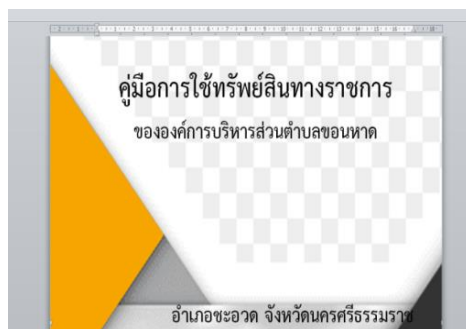 คู่มือการใช้ทรัพย์สินทางราชการ
ขององค์การบริหารส่วนตำบลขอนหาด
อำเภอชะอวด จังหวัดนครศรีธรรมราช